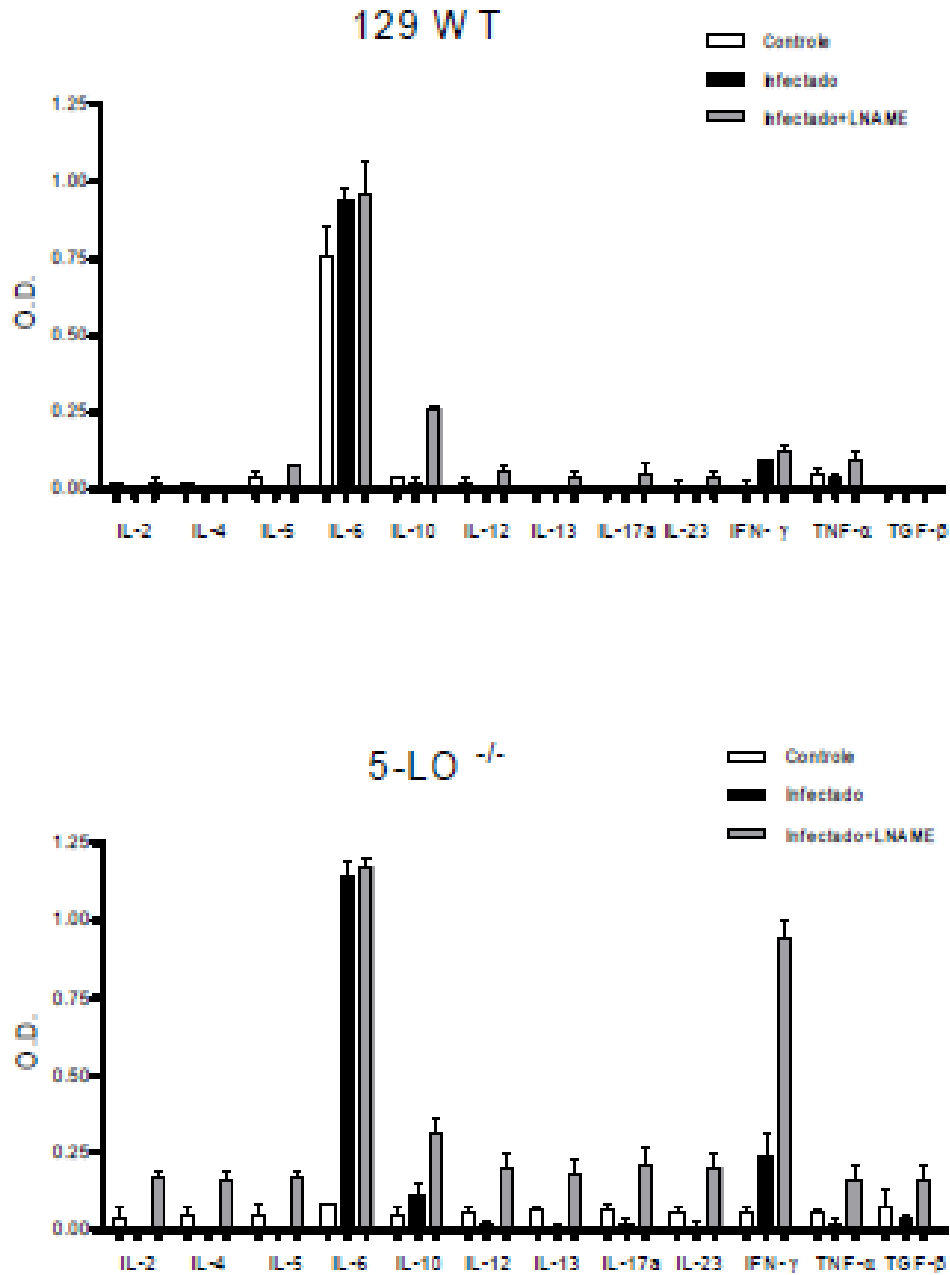 129 WT
Controle
Infectado
Infectado+LNAME
1.25
1.00
0.75
0.50
0.25
0.00
O.D.
IL-2 IL-4 IL-5 IL-6 IL-10 IL-12 IL-13 IL-17a IL-23 IFN-γ TNF-α TGF-β
5-LO -/-
Controle
Infectado
Infectado+LNAME
1.25
1.00
0.75
0.50
0.25
0.00
O.D.
IL-2 IL-4 IL-5 IL-6 IL-10 IL-12 IL-13 IL-17a IL-23 IFN-γ TNF-α TGF-β